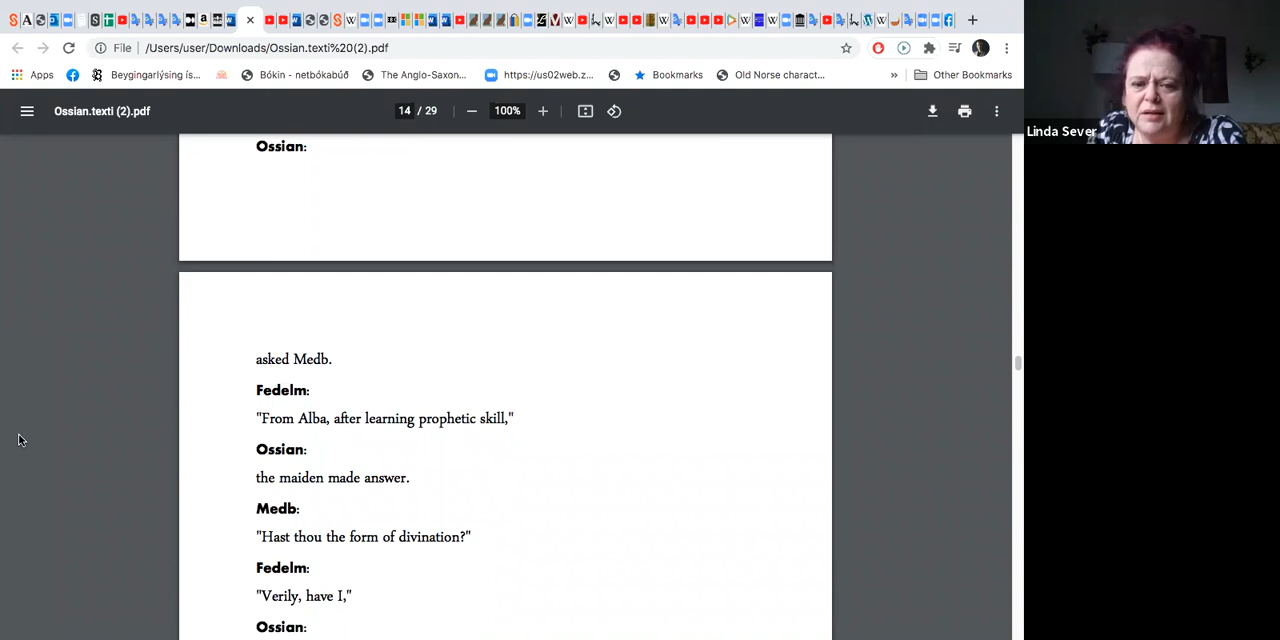 File
/Users/user/Downloads/Ossian.texti%20(2).pdf
Apps
Beygingarlýsing ís...
Bókin - netbókabúð
The Anglo-Saxon...
https://us02web.z...
Bookmarks
Old Norse charact...
»
Other Bookmarks
Ossian.texti (2).pdf
14 / 29
100%
Linda Sever
Ossian:
asked Medb.
Fedelm:
"From Alba, after learning prophetic skill,"
Ossian:
the maiden made answer.
Medb:
"Hast thou the form of divination?"
Fedelm:
"Verily, have I,"
Ossian: